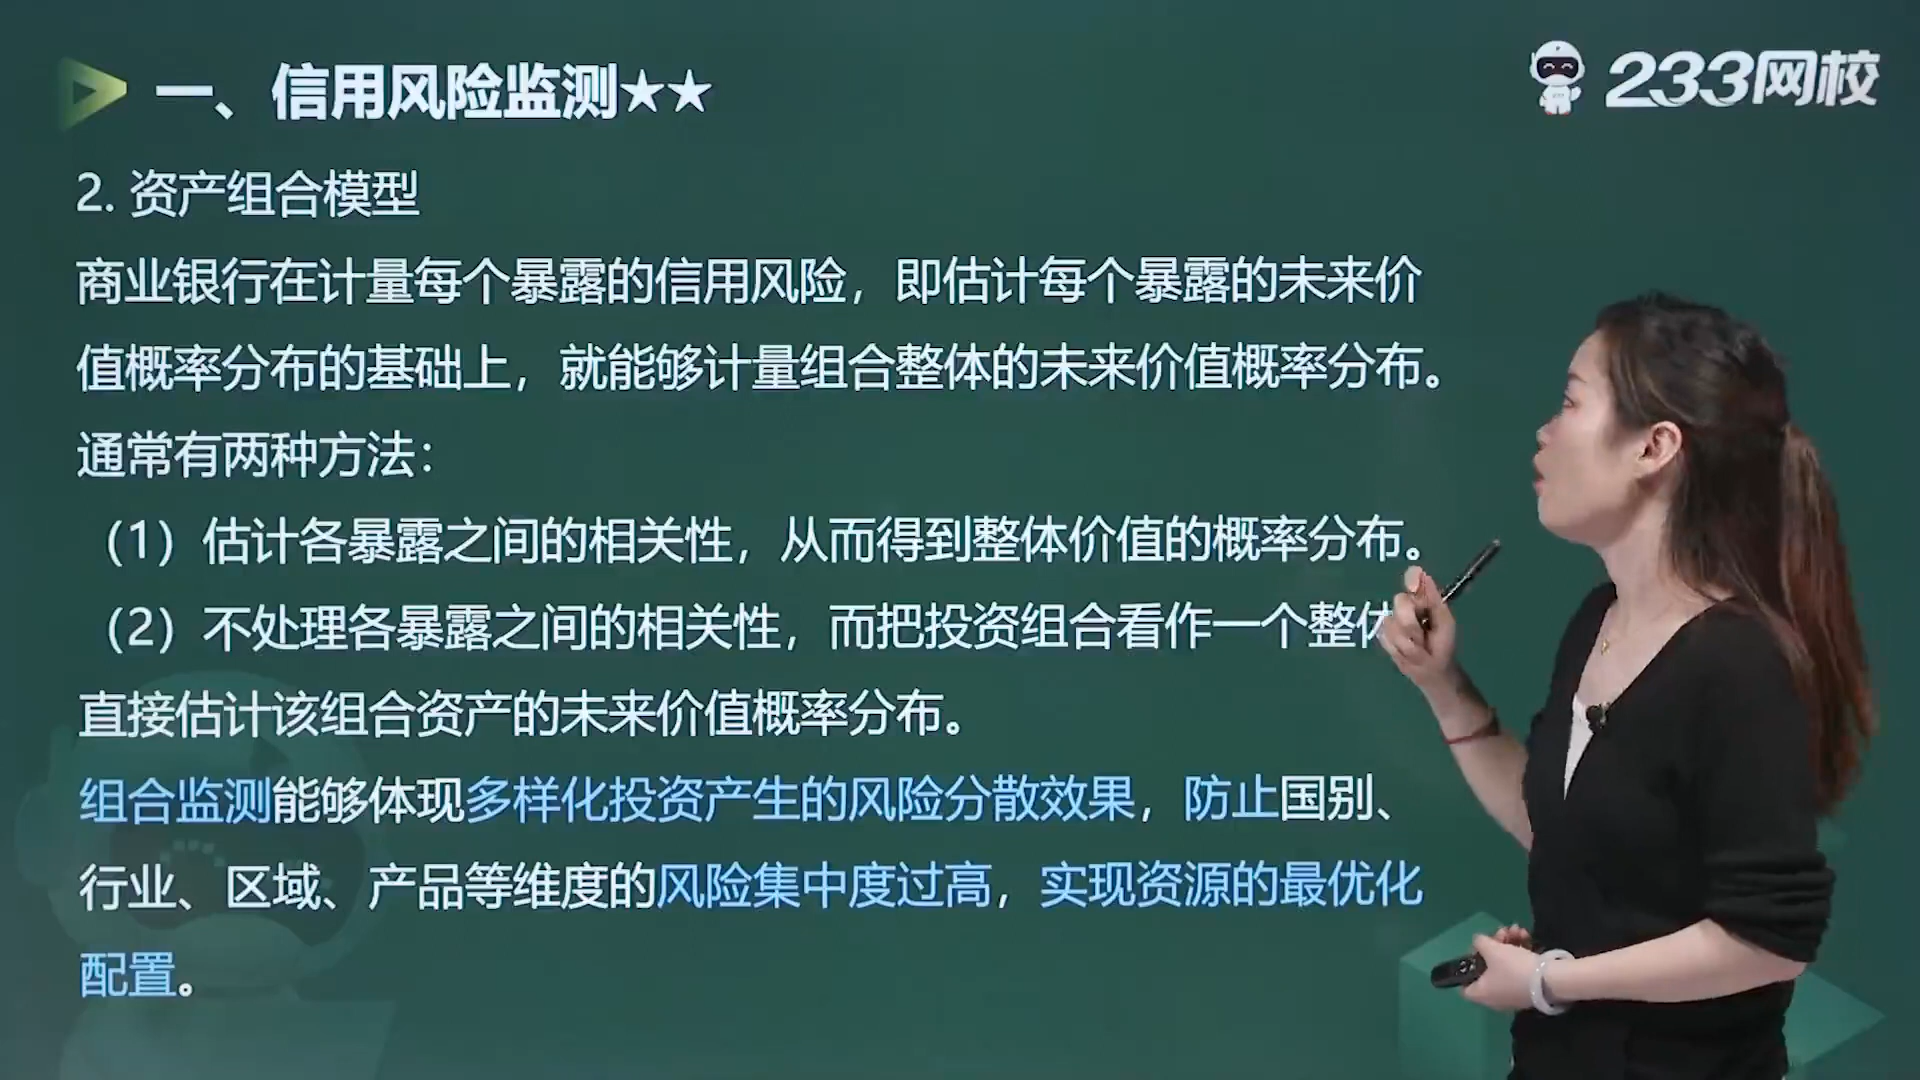 一、信用风险监测★★
233网校
2. 资产组合模型
商业银行在计量每个暴露的信用风险，即估计每个暴露的未来价
值概率分布的基础上，就能够计量组合整体的未来价值概率分布。
通常有两种方法：
（1）估计各暴露之间的相关性，从而得到整体价值的概率分布。
（2）不处理各暴露之间的相关性，而把投资组合看作一个整体
直接估计该组合资产的未来价值概率分布。
组合监测能够体现多样化投资产生的风险分散效果，防止国别、
行业、区域、产品等维度的风险集中度过高，实现资源的最优化
配置。